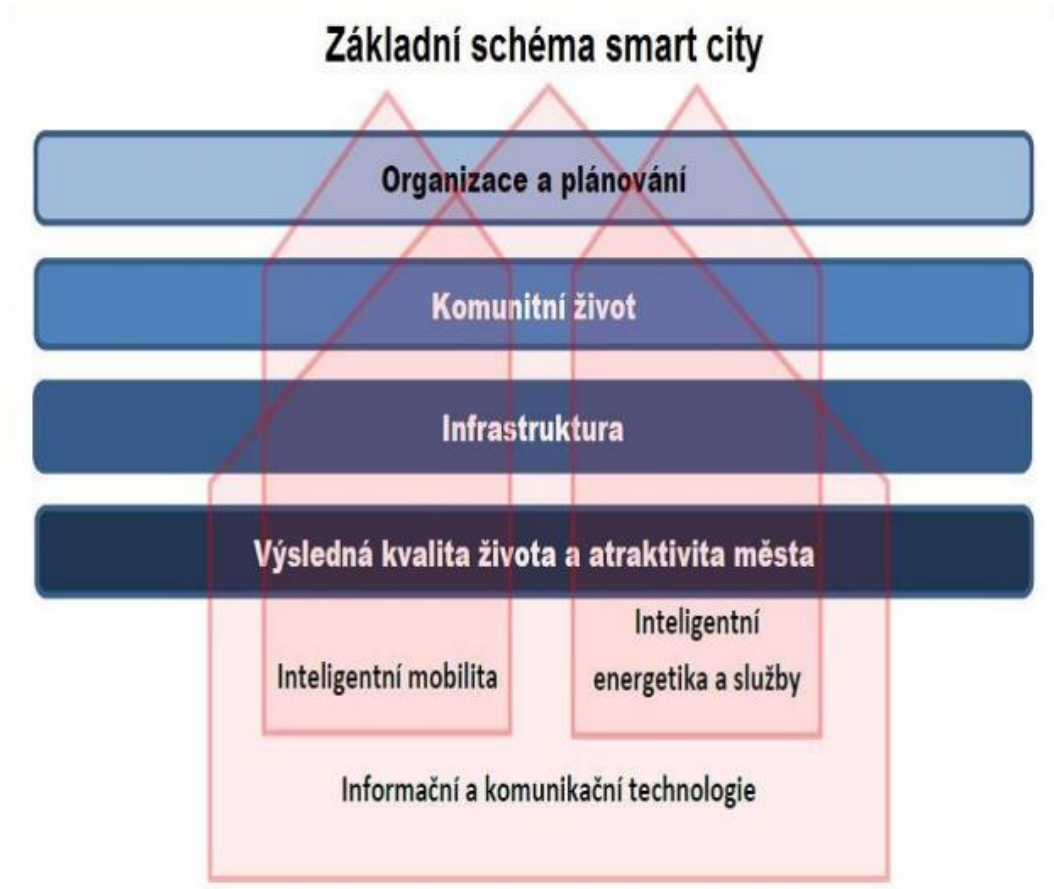 Základní schéma smart city
Organizace a plánování
Komunitní život
Infrastruktura
Výsledná kvalita života a atraktivita města
Inteligentní mobilita
Inteligentní
energetika a služby
Informační a komunikační technologie